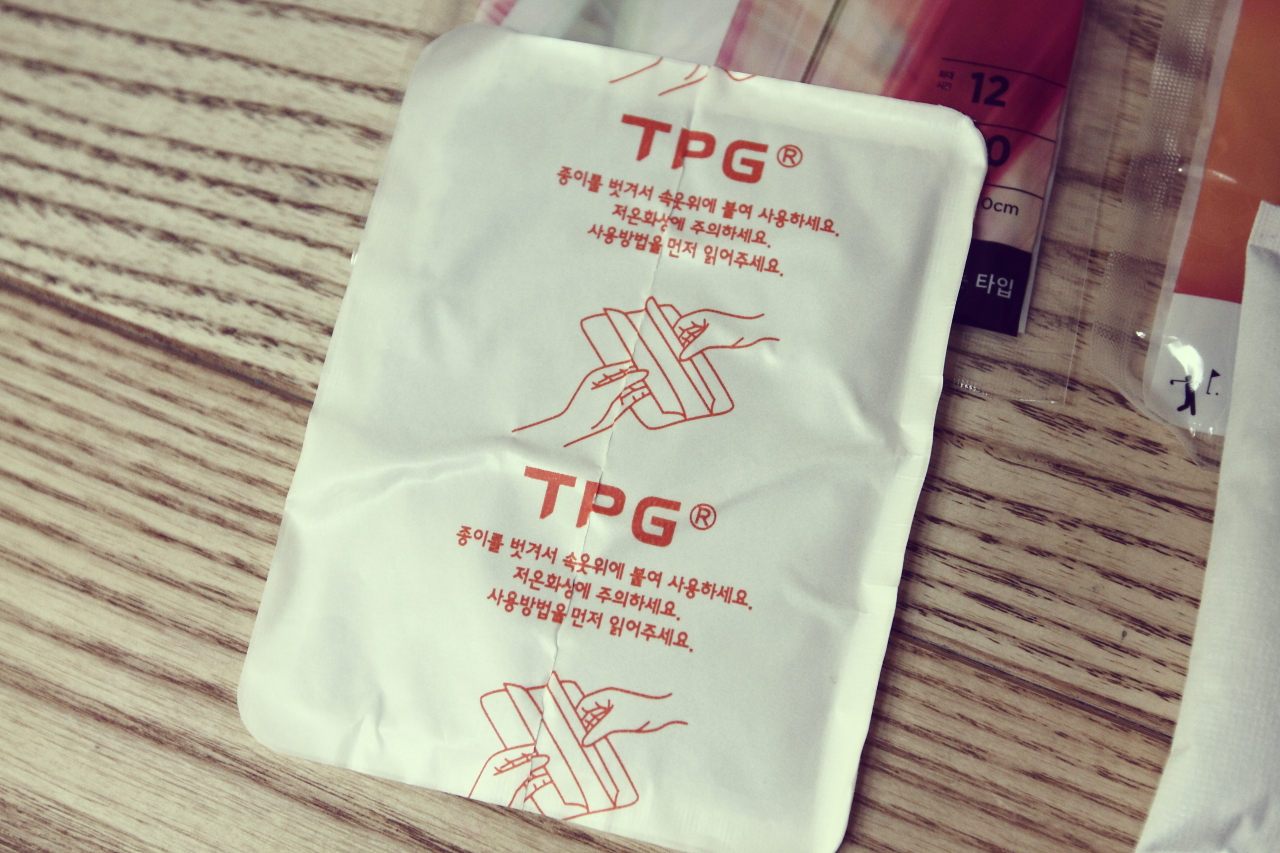 TPG®
종이를 벗겨서 속옷위에 붙여 사용하세요.
저온화상에 주의하세요.
사용방법을 먼저 읽어주세요.
TPG®
종이를 벗겨서 속옷위에 붙여 사용하세요.
저온화상에 주의하세요.
사용방법을 먼저 읽어주세요.
12
0
0cm
타입